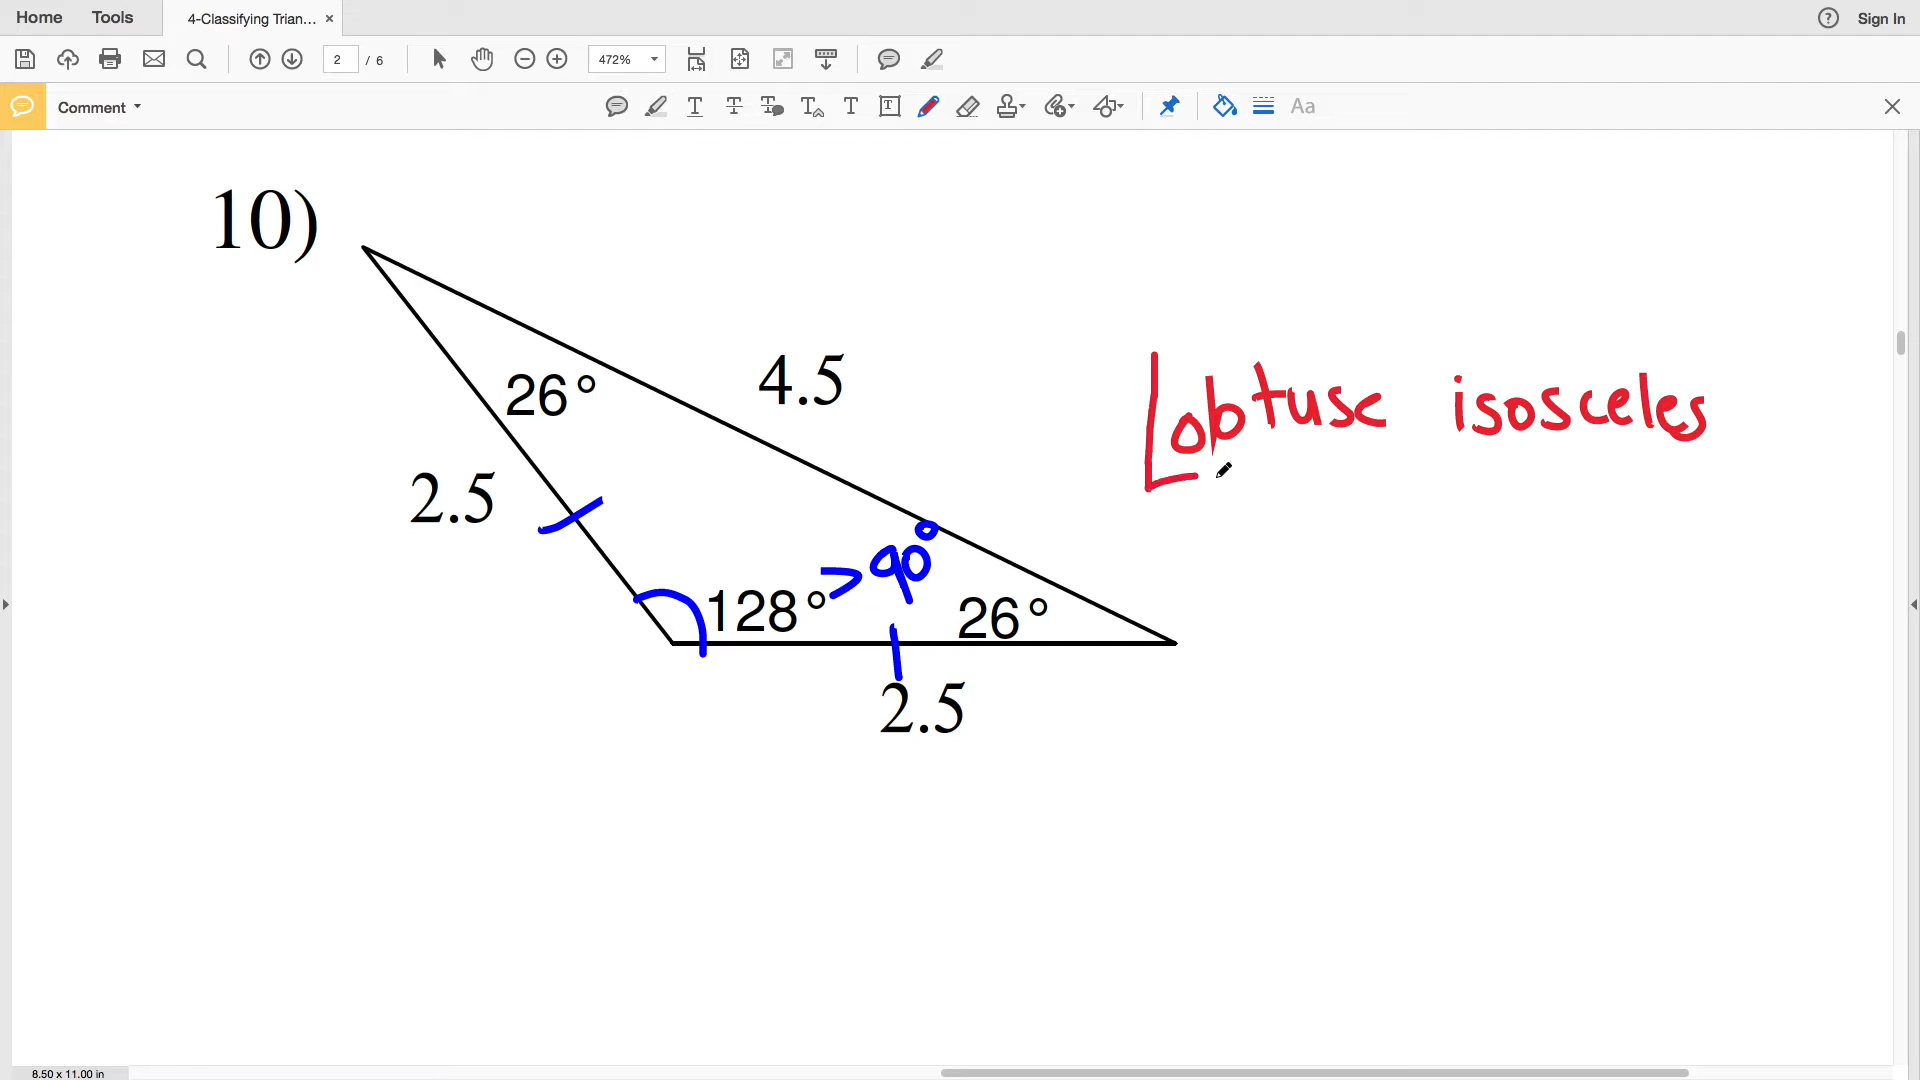 Home Tools 4-Classifying Trian... × ? Sign In
2 / 6 472%
Comment Aa
10)
26°
4.5
obtuse isosceles
2.5
> 90°
128°
26°
2.5
8.50 x 11.00 in